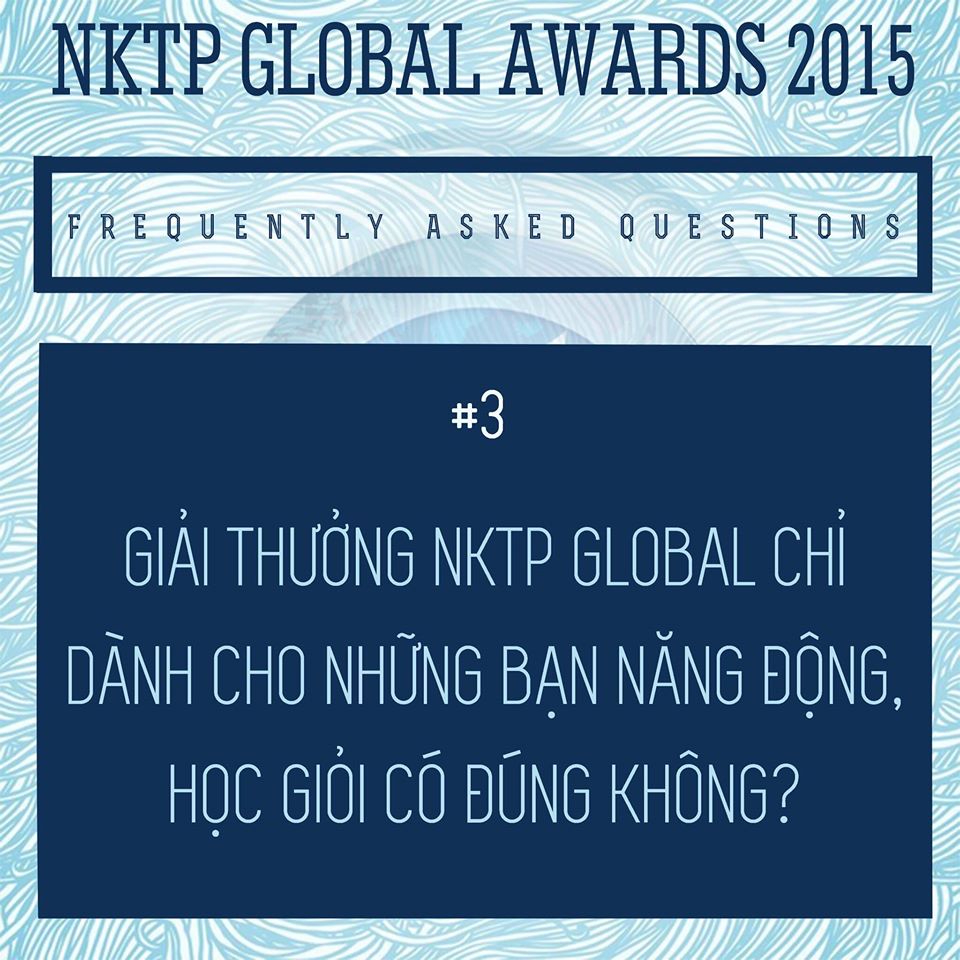 NKTP GLOBAL AWARDS 2015
FREQUENTLY ASKED QUESTIONS
#3
GIẢI THƯỞNG NKTP GLOBAL CHỈ
DÀNH CHO NHỮNG BẠN NĂNG ĐỘNG,
HỌC GIỎI CÓ ĐÚNG KHÔNG?